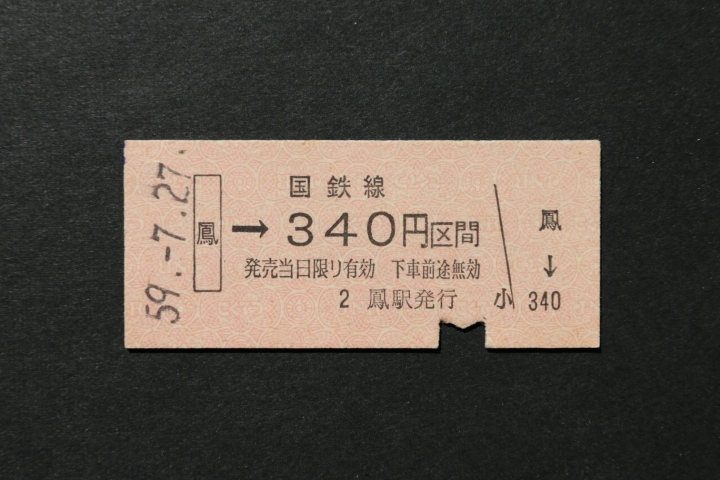 59.-7.27.
国鉄線
鳳→340円区間
発売当日限リ有効 下車前途無効
2 鳳駅発行
小
鳳
↓
340